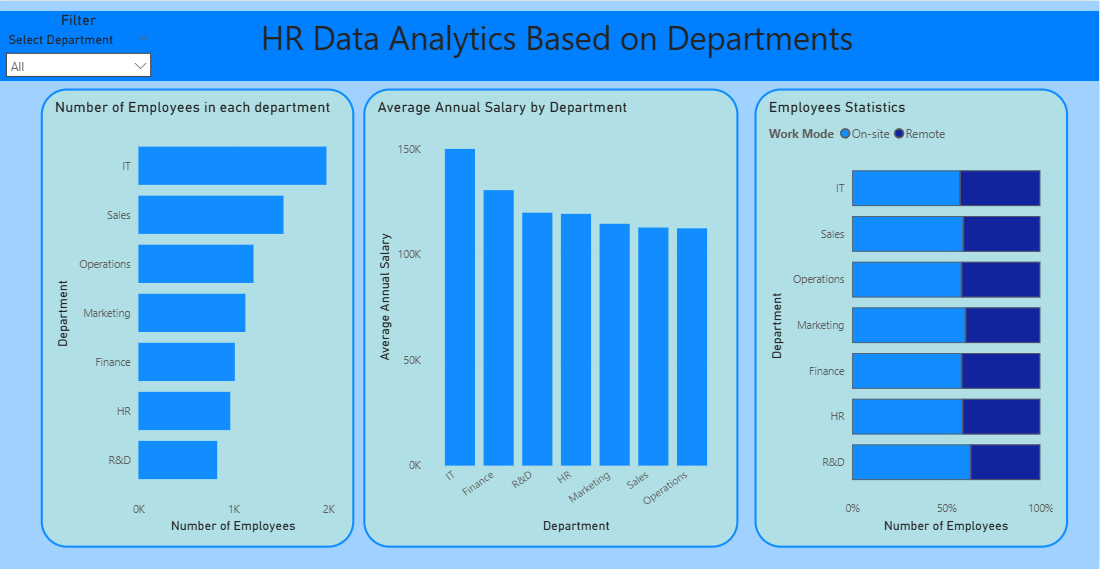 Filter
Select Department
All
HR Data Analytics Based on Departments
Number of Employees in each department
Department
IT
Sales
Operations
Marketing
Finance
HR
R&D
0K 1K 2K
Number of Employees
Average Annual Salary by Department
Average Annual Salary
150K
100K
50K
0K
IT Finance R&D HR Marketing Sales Operations
Department
Employees Statistics
Work Mode On-site Remote
Department
IT
Sales
Operations
Marketing
Finance
HR
R&D
0% 50% 100%
Number of Employees